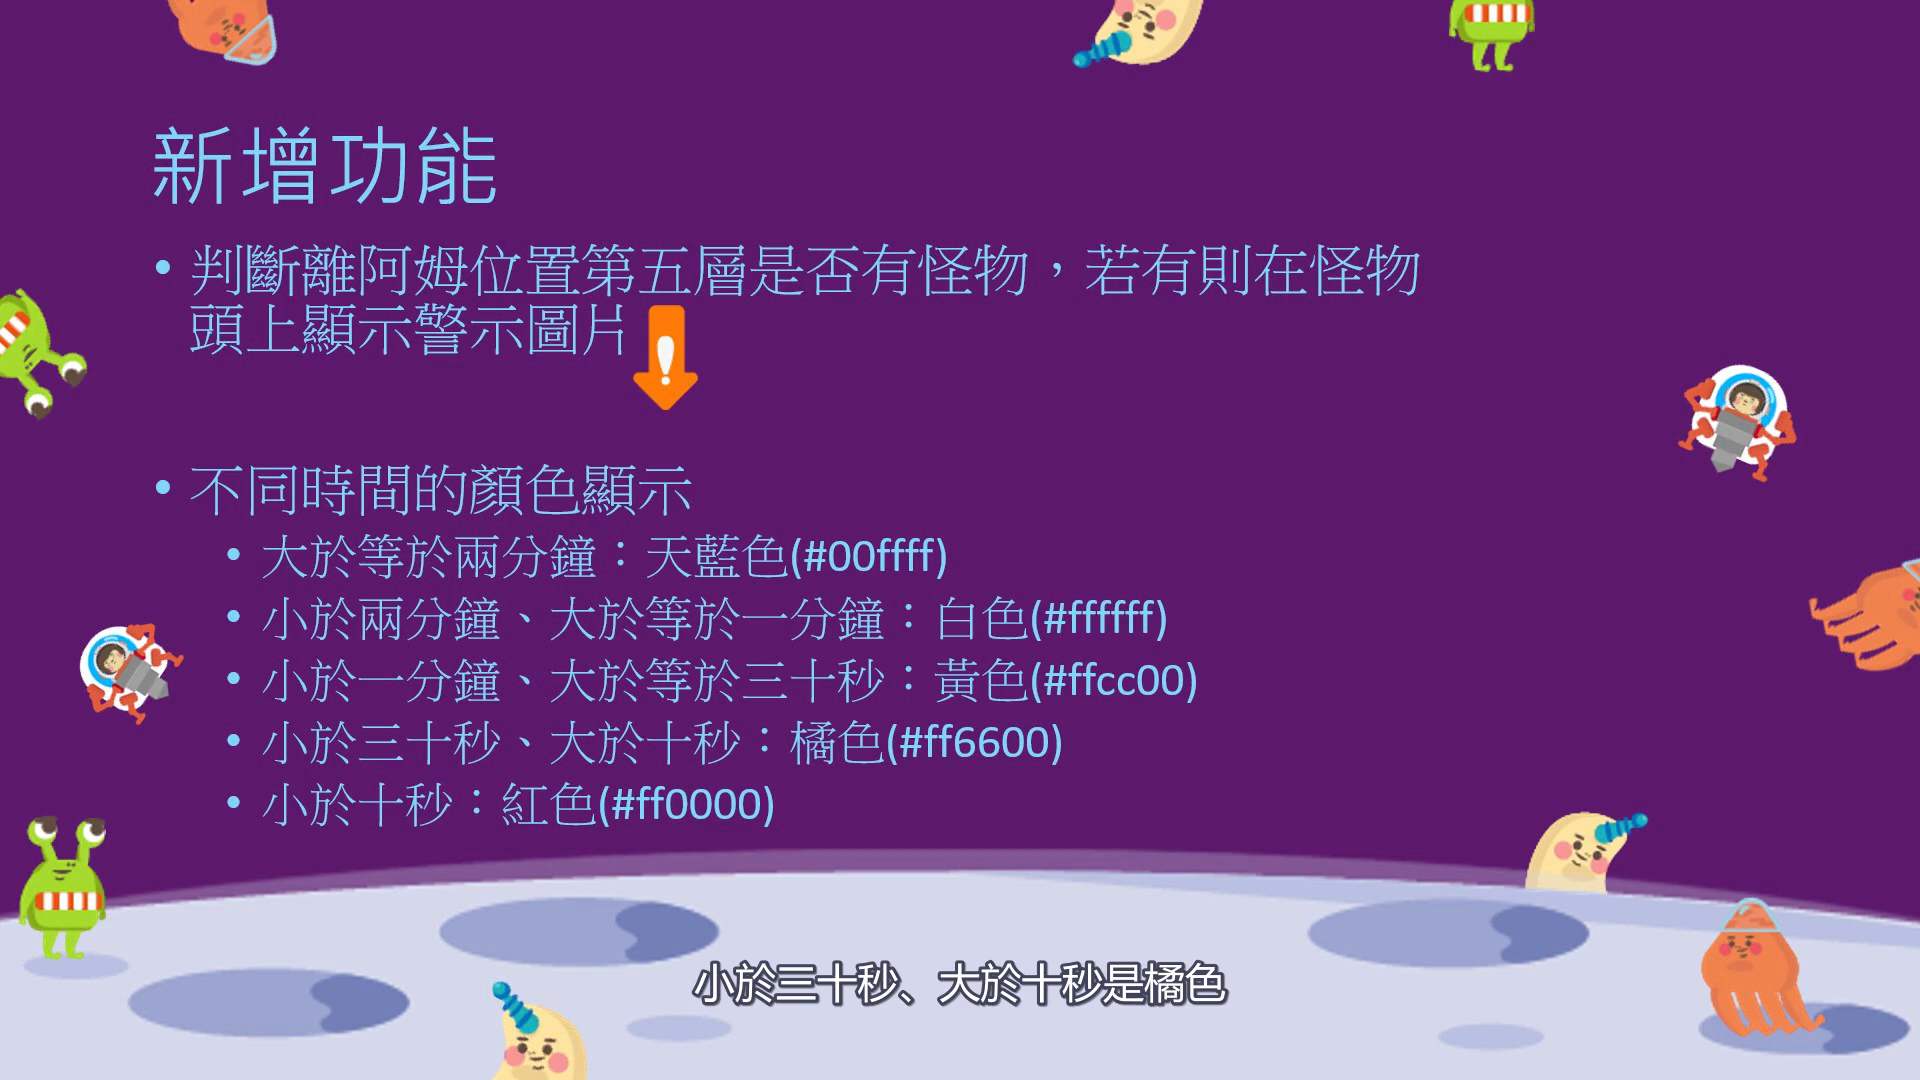 新增功能
• 判斷離阿姆位置第五層是否有怪物，若有則在怪物
頭上顯示警示圖片
• 不同時間的顏色顯示
• 大於等於兩分鐘：天藍色(#00ffff)
• 小於兩分鐘、大於等於一分鐘：白色(#ffffff)
• 小於一分鐘、大於等於三十秒：黃色(#ffcc00)
• 小於三十秒、大於十秒：橘色(#ff6600)
• 小於十秒：紅色(#ff0000)
小於三十秒、大於十秒是橘色